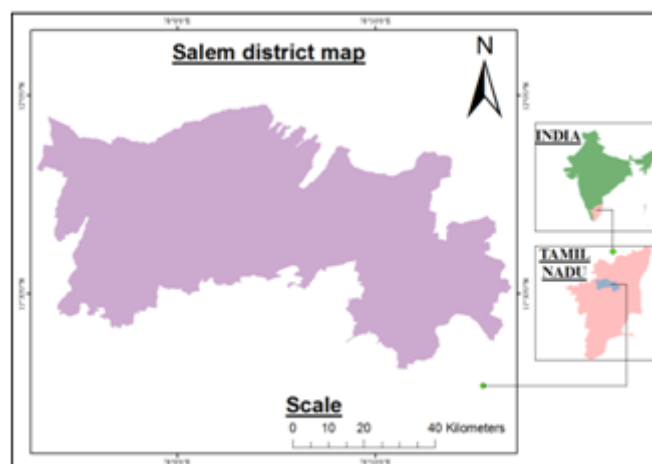 Salem district map
N
INDIA
TAMIL
NADU
Scale
0 10 20 40 Kilometers